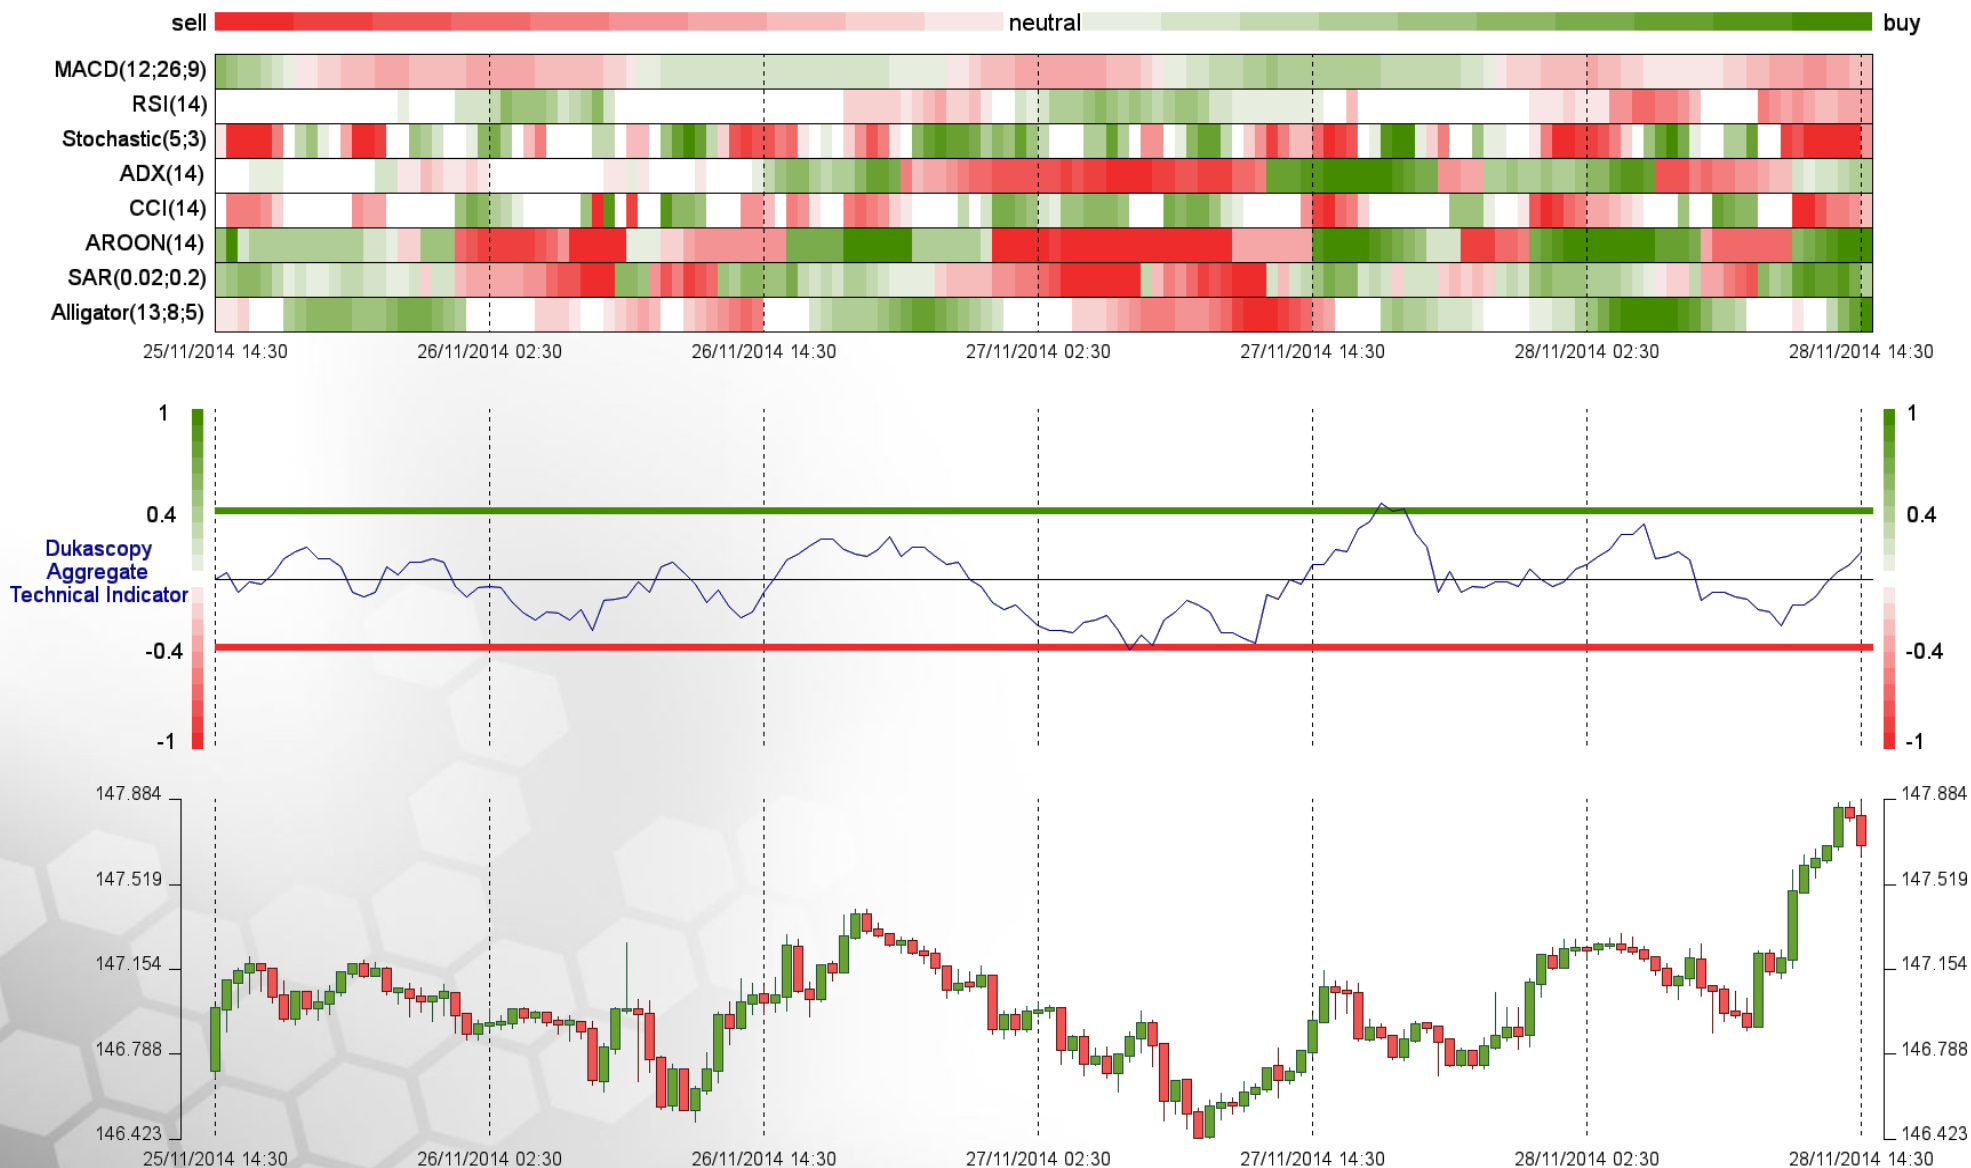 sell neutral buy
MACD(12;26;9)
RSI(14)
Stochastic(5;3)
ADX(14)
CCI(14)
AROON(14)
SAR(0.02;0.2)
Alligator(13;8;5)
25/11/2014 14:30 26/11/2014 02:30 26/11/2014 14:30 27/11/2014 02:30 27/11/2014 14:30 28/11/2014 02:30 28/11/2014 14:30
1 1
0.4 0.4
Dukascopy
Aggregate
Technical Indicator
-0.4 -0.4
-1 -1
147.884 147.884
147.519 147.519
147.154 147.154
146.788 146.788
146.423 146.423
25/11/2014 14:30 26/11/2014 02:30 26/11/2014 14:30 27/11/2014 02:30 27/11/2014 14:30 28/11/2014 02:30 28/11/2014 14:30